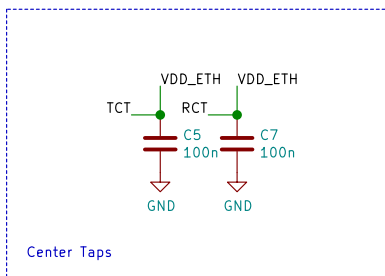 VDD_ETH VDD_ETH
TCT RCT
C5 C7
100n 100n
GND GND
Center Taps